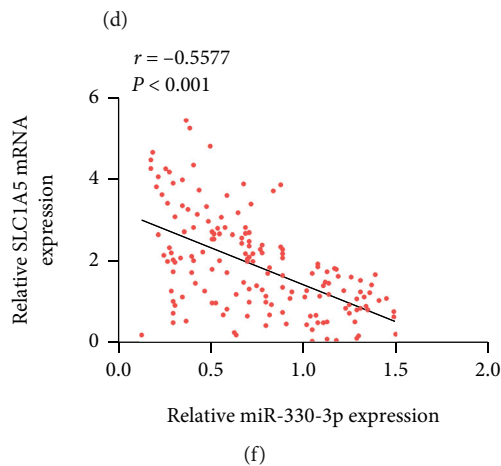 (d)
r = −0.5577
P < 0.001
6
4
2
0
Relative SLC1A5 mRNA
expression
0.0 0.5 1.0 1.5 2.0
Relative miR-330-3p expression
(f)